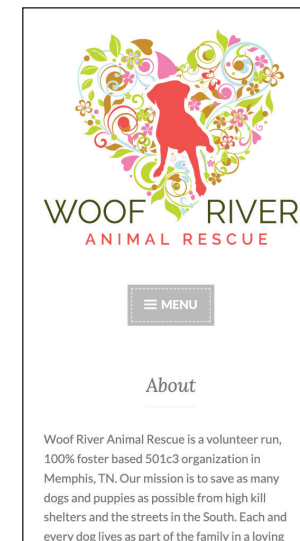 WOOF RIVER
ANIMAL RESCUE
MENU
About
Woof River Animal Rescue is a volunteer run,
100% foster based 501c3 organization in
Memphis, TN. Our mission is to save as many
dogs and puppies as possible from high kill
shelters and the streets in the South. Each and
every dog lives as part of the family in a loving